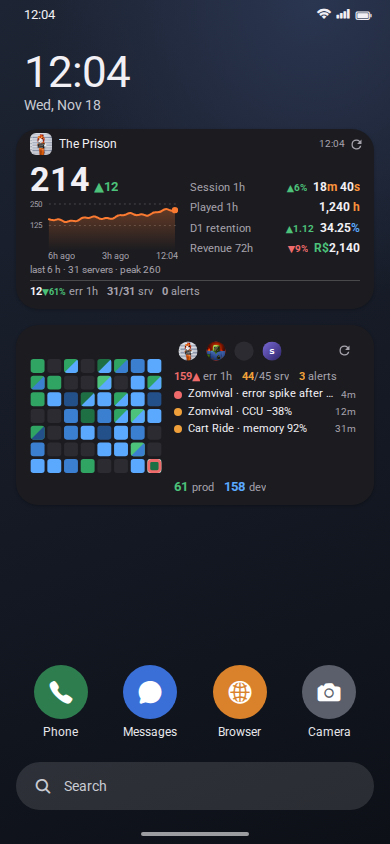 12:04
12:04
Wed, Nov 18
The Prison
12:04
214 ▲12
250
125
6h ago 3h ago 12:04
last 6 h · 31 servers · peak 260
Session 1h ▲6% 18m 40s
Played 1h 1,240 h
D1 retention ▲1.12 34.25%
Revenue 72h ▼9% R$2,140
12▼61% err 1h 31/31 srv 0 alerts
s
159▲ err 1h 44/45 srv 3 alerts
Zomvival · error spike after … 4m
Zomvival · CCU −38% 12m
Cart Ride · memory 92% 31m
61 prod 158 dev
Phone
Messages
Browser
Camera
Search